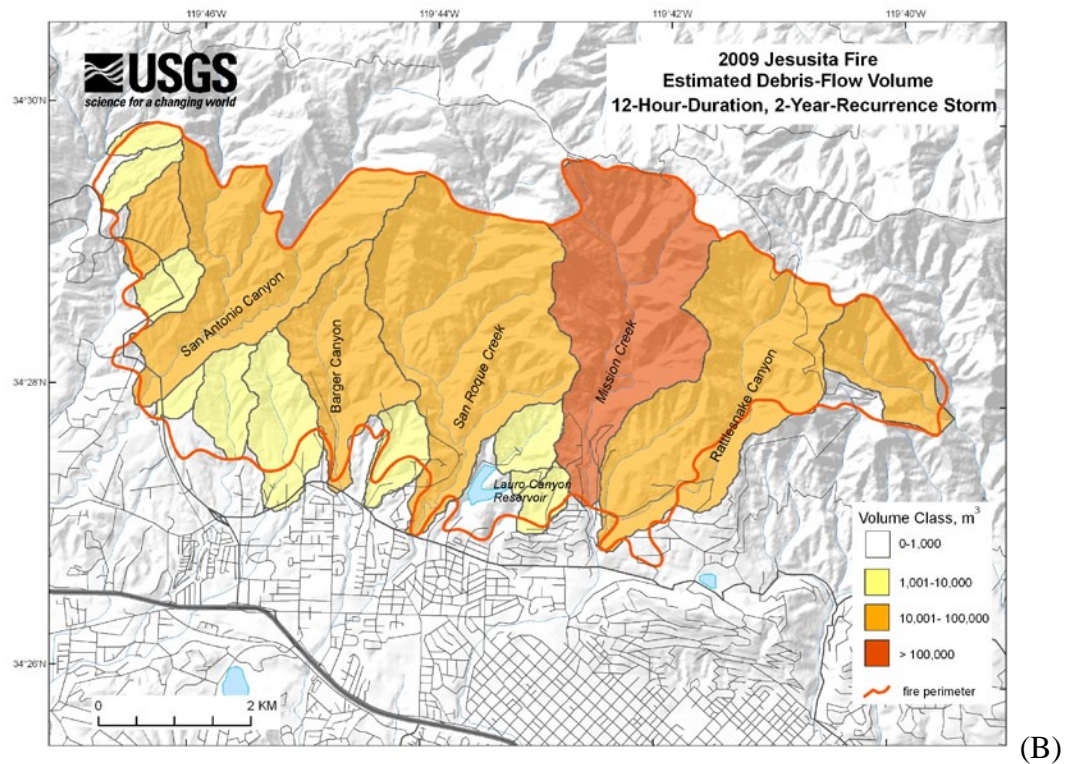 119°46'W 119°44'W 119°42'W 119°40'W
USGS
science for a changing world
2009 Jesusita Fire
Estimated Debris-Flow Volume
12-Hour-Duration, 2-Year-Recurrence Storm
34°30'N
San Antonio Canyon
Barger Canyon
San Roque Creek
Mission Creek
Rattlesnake Canyon
34°28'N
Lauro Canyon
Reservoir
Volume Class, m³
0-1,000
1,001-10,000
10,001- 100,000
> 100,000
fire perimeter
34°26'N
0 2 KM
(B)